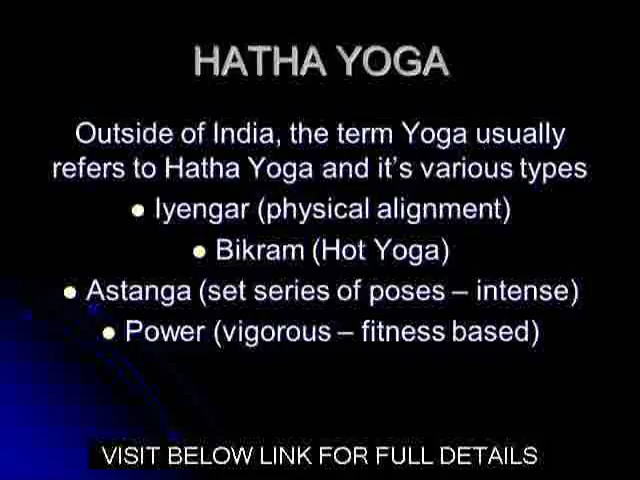 HATHA YOGA
Outside of India, the term Yoga usually
refers to Hatha Yoga and it's various types
● Iyengar (physical alignment)
● Bikram (Hot Yoga)
● Astanga (set series of poses – intense)
● Power (vigorous – fitness based)
VISIT BELOW LINK FOR FULL DETAILS